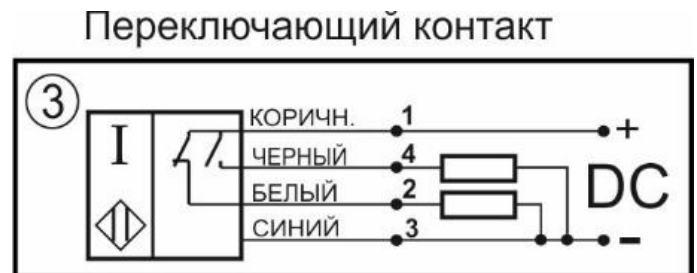 Переключающий контакт
3
КОРИЧН. 1 +
I
ЧЕРНЫЙ 4
DC
БЕЛЫЙ 2
СИНИЙ 3 -